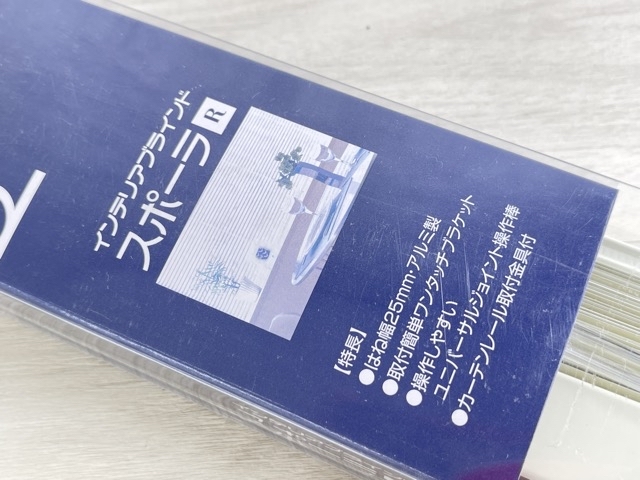 インテリアブラインド
スポーラR
【特長】
●はね幅25mm・アルミ製
●取付簡単ワンタッチブラケット
●操作しやすい
ユニバーサルジョイント操作棒
●カーテンレール取付金具付